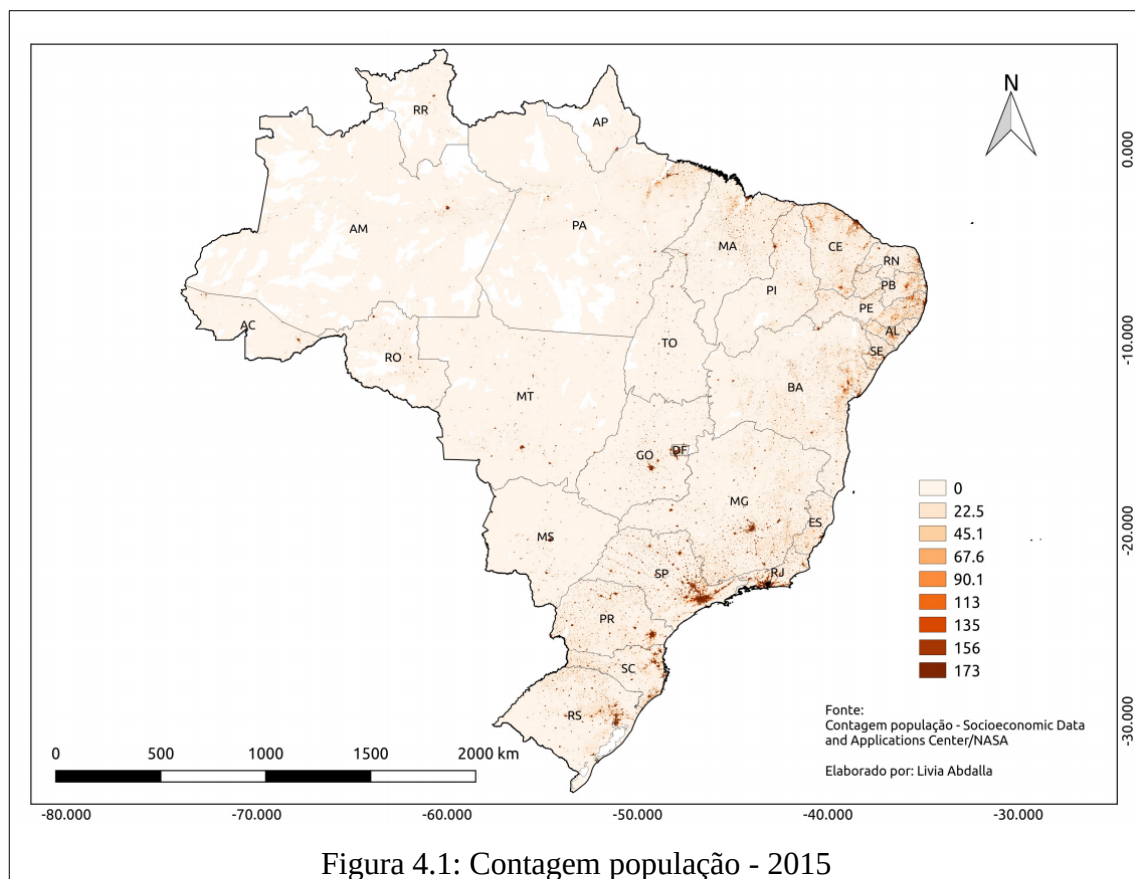 N
RR
AP
AM
PA
MA
CE
RN
PB
PE
AL
SE
PI
AC
RO
TO
BA
MT
GO
DF
MG
ES
MS
SP
RJ
PR
SC
RS
0.000
-10.000
-20.000
-30.000
0
22.5
45.1
67.6
90.1
113
135
156
173
Fonte:
Contagem população - Socioeconomic Data
and Applications Center/NASA
Elaborado por: Livia Abdalla
0 500 1000 1500 2000 km
-80.000 -70.000 -60.000 -50.000 -40.000 -30.000
Figura 4.1: Contagem população - 2015